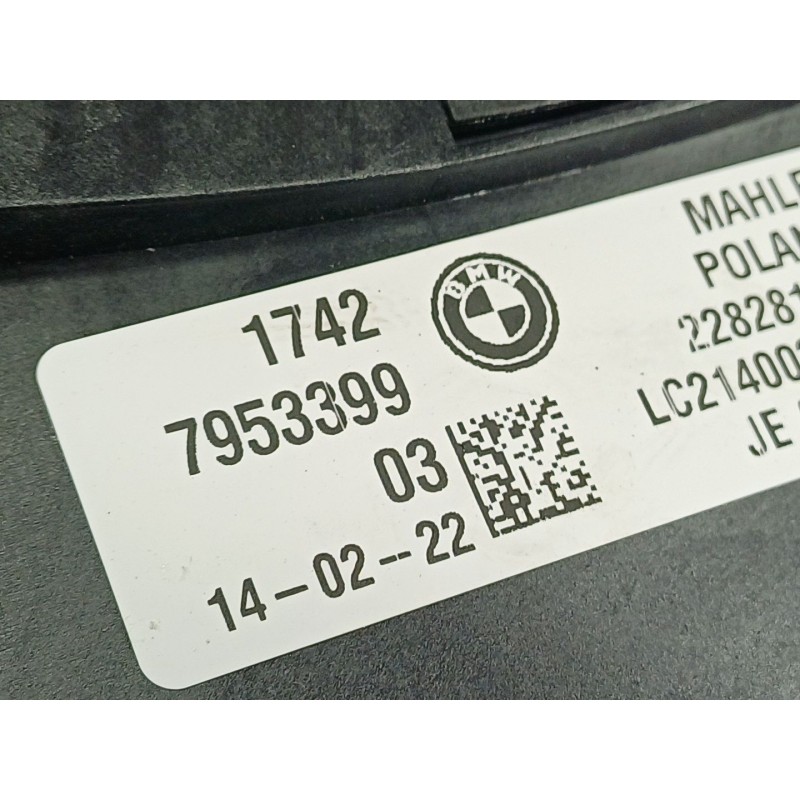 1742
7953399
03
14-02-22
BMW
MAHLE
POLAN
228281
LC21400
JE